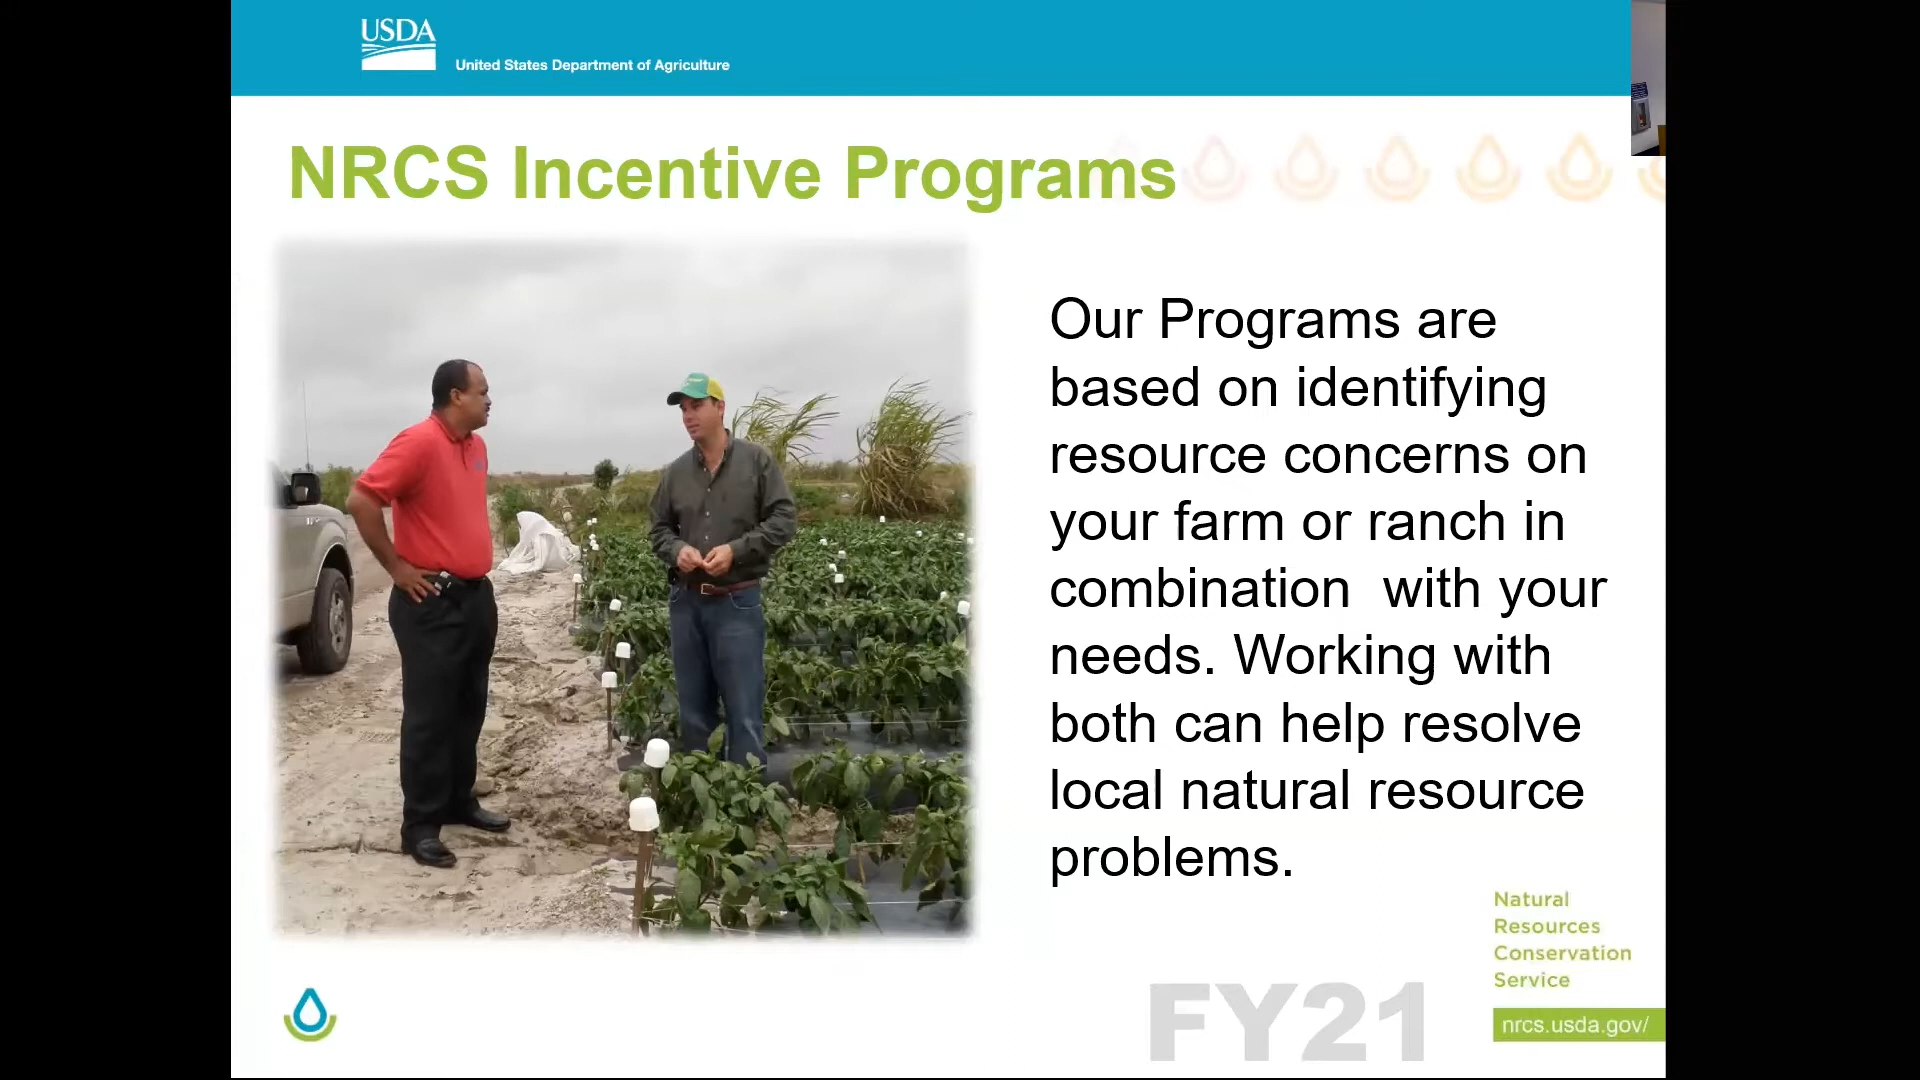 USDA
United States Department of Agriculture
NRCS Incentive Programs
Our Programs are
based on identifying
resource concerns on
your farm or ranch in
combination  with your
needs. Working with
both can help resolve
local natural resource
problems.
Natural
Resources
Conservation
Service
nrcs.usda.gov/
FY21